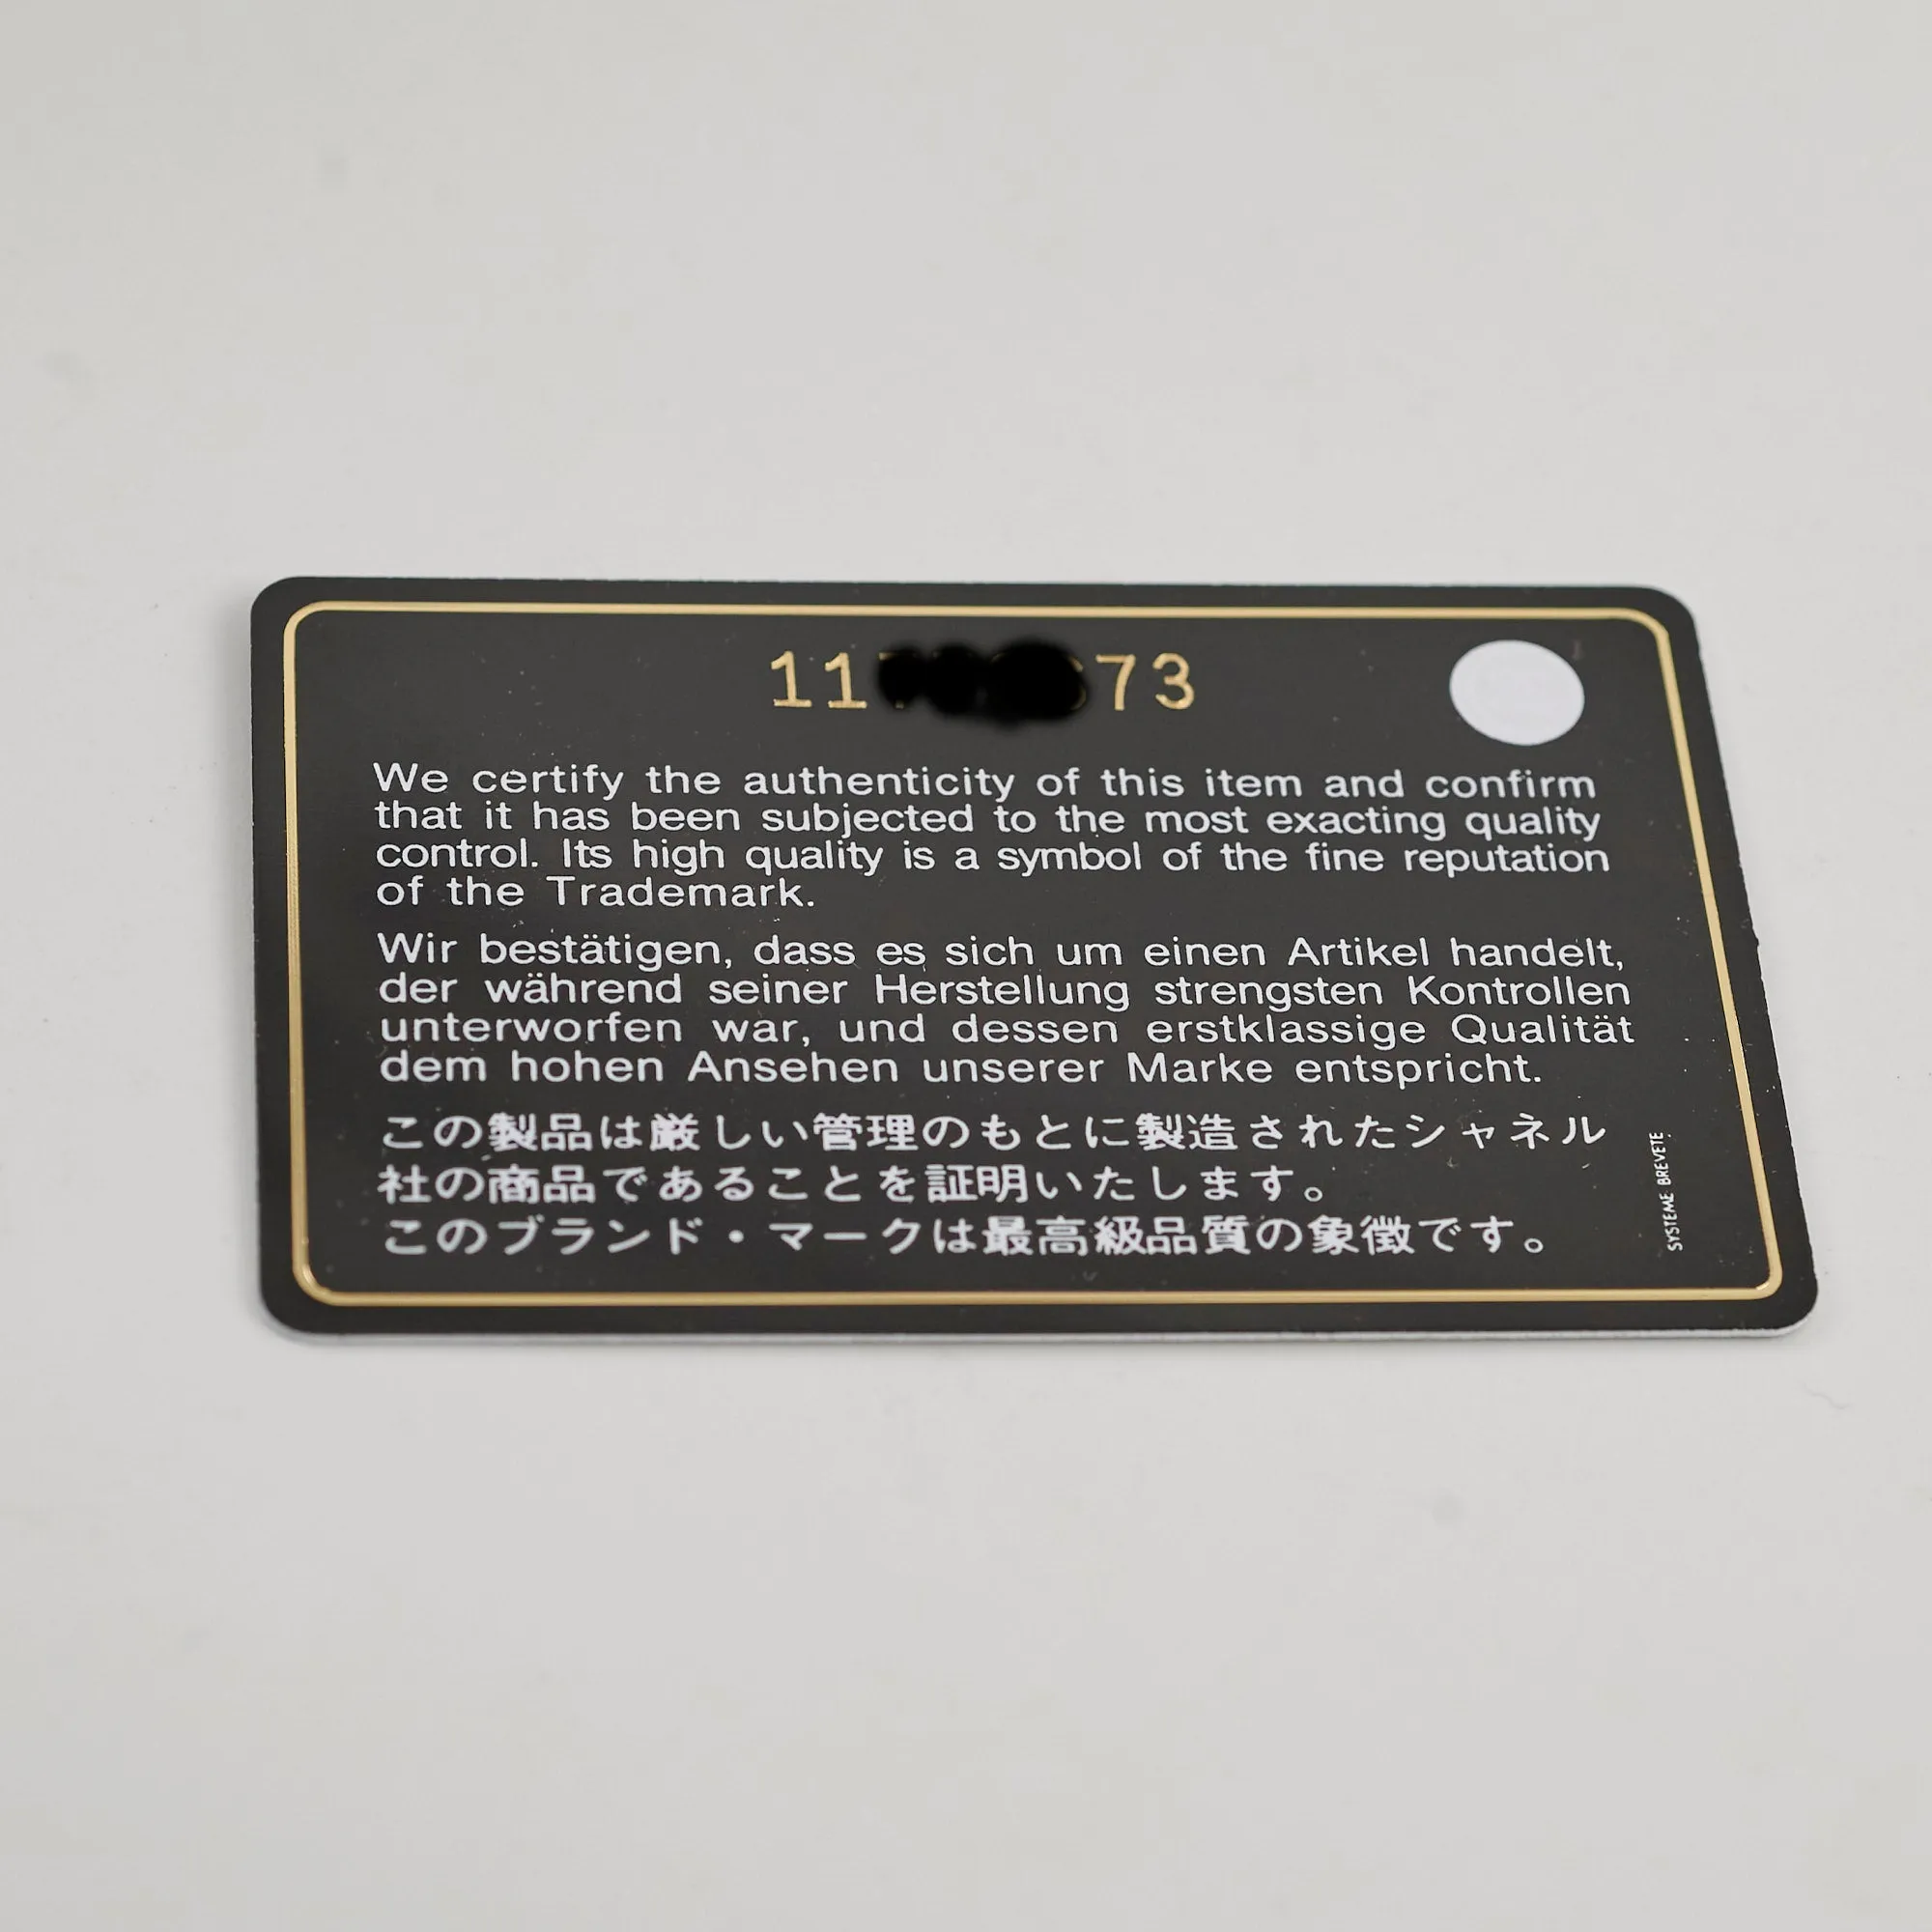 11 73
We certify the authenticity of this item and confirm
that it has been subjected to the most exacting quality
control. Its high quality is a symbol of the fine reputation
of the Trademark.
Wir bestätigen, dass es sich um einen Artikel handelt,
der während seiner Herstellung strengsten Kontrollen
unterworfen war, und dessen erstklassige Qualität
dem hohen Ansehen unserer Marke entspricht.
この製品は厳しい管理のもとに製造されたシャネル
社の商品であることを証明いたします。
このブランド・マークは最高級品質の象徴です。
SYSTEME BREVETE